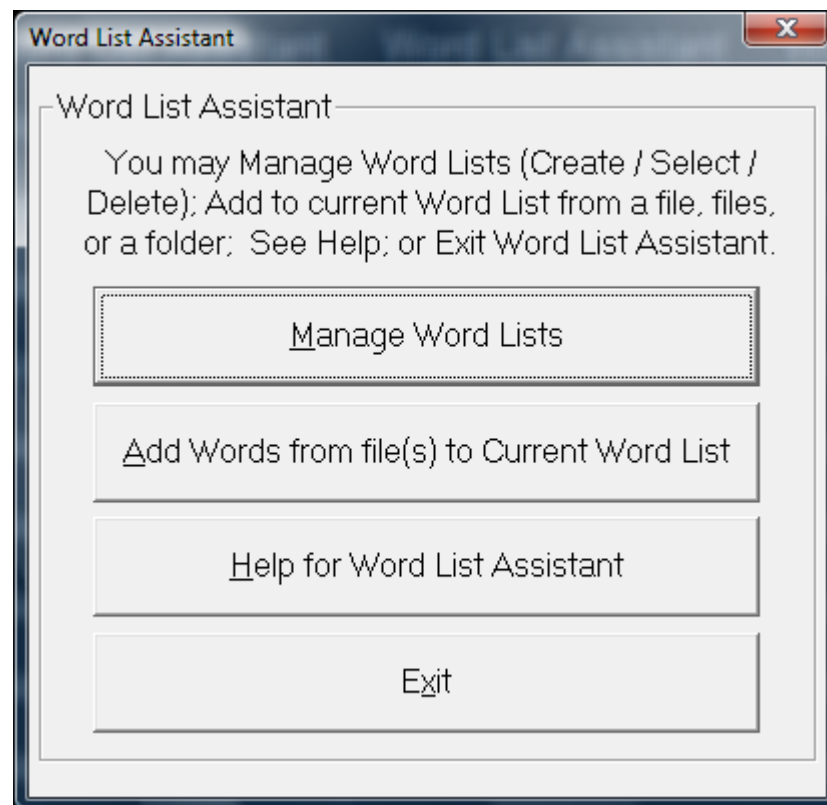 Word List Assistant
Word List Assistant
You may Manage Word Lists (Create / Select /
Delete); Add to current Word List from a file, files,
or a folder;  See Help; or Exit Word List Assistant.
Manage Word Lists
Add Words from file(s) to Current Word List
Help for Word List Assistant
Exit